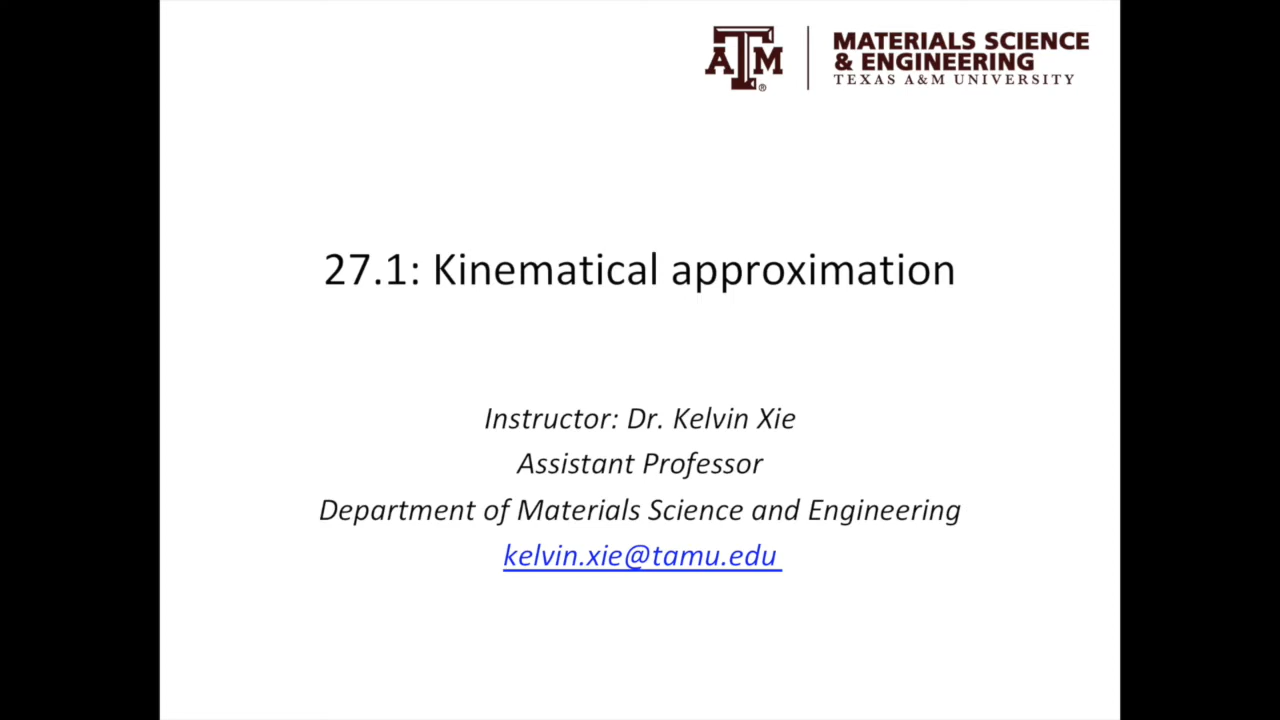 ATM®
MATERIALS SCIENCE
& ENGINEERING
TEXAS A&M UNIVERSITY
27.1: Kinematical approximation
Instructor: Dr. Kelvin Xie
Assistant Professor
Department of Materials Science and Engineering
kelvin.xie@tamu.edu